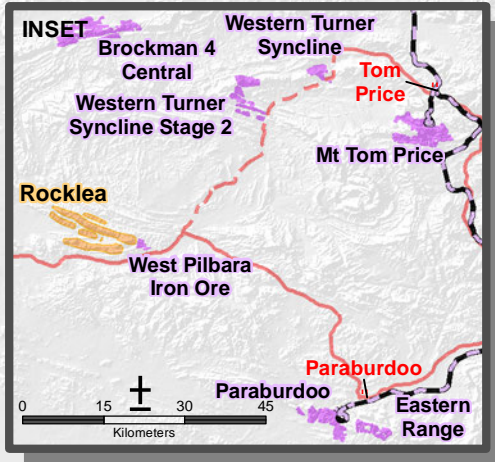 INSET
Brockman 4
Central
Western Turner
Syncline
Tom
Price
Western Turner
Syncline Stage 2
Mt Tom Price
Rocklea
West Pilbara
Iron Ore
Paraburdoo
Paraburdoo
Eastern
Range
0 15 30 45
Kilometers